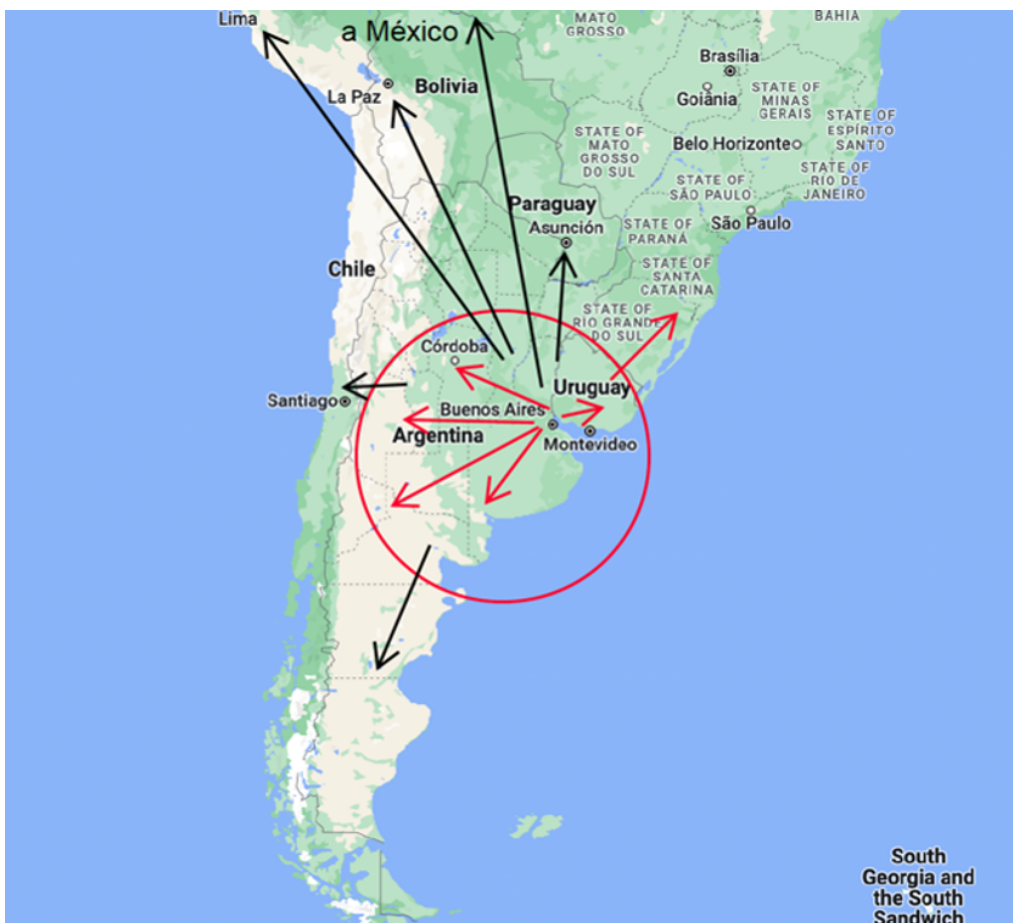 Lima
a México
MATO
GROSSO
BAHIA
Brasília
La Paz
Bolivia
Goiânia
STATE OF
MINAS
GERAIS
STATE OF
ESPÍRITO
SANTO
STATE OF
MATO
GROSSO
DO SUL
Belo Horizonte
STATE OF
RIO DE
JANEIRO
STATE OF
SÃO PAULO
São Paulo
Paraguay
Asunción
STATE OF
PARANÁ
STATE OF
SANTA
CATARINA
Chile
STATE OF
RIO GRANDE
DO SUL
Córdoba
Uruguay
Santiago
Buenos Aires
Argentina
Montevideo
South
Georgia and
the South
Sandwich